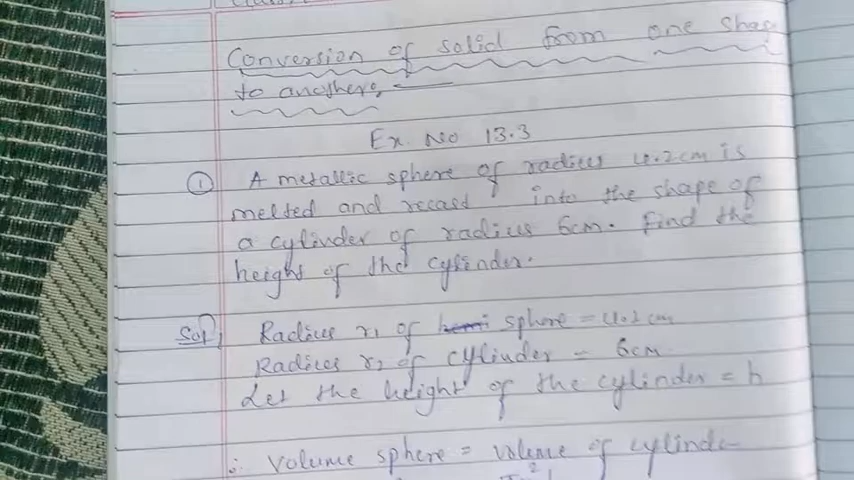 Conversion of solid from one shap
to anothere,
Ex. No 13.3
① A metallic sphere of radius 4.2cm is
melted and recast into the shape of
a cylinder of radius 6cm. Find the
height of the cylinder.
Sol, Radius r₁ of sphere = 4.2 cm
Radius r₂ of cylinder = 6cm.
Let the height of the cylinder = h
∴ volume sphere = volume of cylinde